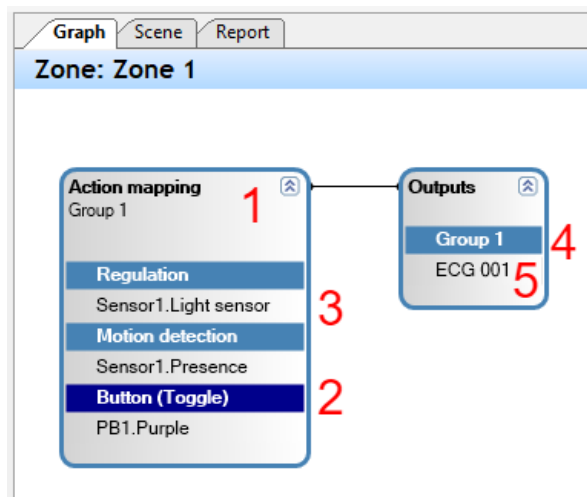 Graph Scene Report
Zone: Zone 1
Action mapping
Group 1
1
Regulation
Sensor1.Light sensor
3
Motion detection
Sensor1.Presence
Button (Toggle)
2
PB1.Purple
Outputs
Group 1
4
ECG 001
5